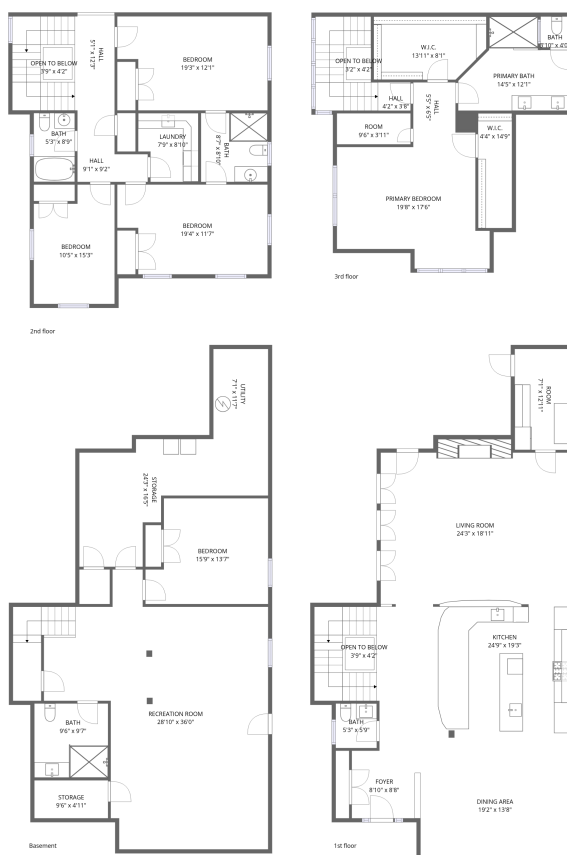 HALL
5'1" x 12'3"
OPEN TO BELOW
3'9" x 4'2"
BEDROOM
19'3" x 12'1"
BATH
5'3" x 8'9"
LAUNDRY
7'9" x 8'10"
BATH
8'7" x 8'10"
HALL
9'1" x 9'2"
BEDROOM
19'4" x 11'7"
BEDROOM
10'5" x 15'3"
2nd floor
W.I.C.
13'11" x 8'1"
OPEN TO BELOW
3'2" x 4'2"
BATH
PRIMARY BATH
14'5" x 12'1"
HALL
4'2" x 3'8"
HALL
5'5" x 6'5"
ROOM
9'6" x 3'11"
W.I.C.
4'4" x 14'9"
PRIMARY BEDROOM
19'8" x 17'6"
3rd floor
UTILITY
7'1" x 11'7"
STORAGE
24'3" x 16'5"
BEDROOM
15'9" x 13'7"
RECREATION ROOM
28'10" x 36'0"
BATH
9'6" x 9'7"
STORAGE
9'6" x 4'11"
Basement
ROOM
7'1" x 12'11"
LIVING ROOM
24'3" x 18'11"
KITCHEN
24'9" x 19'3"
OPEN TO BELOW
3'9" x 4'2"
BATH
5'3" x 5'9"
FOYER
8'10" x 8'8"
DINING AREA
19'2" x 13'8"
1st floor